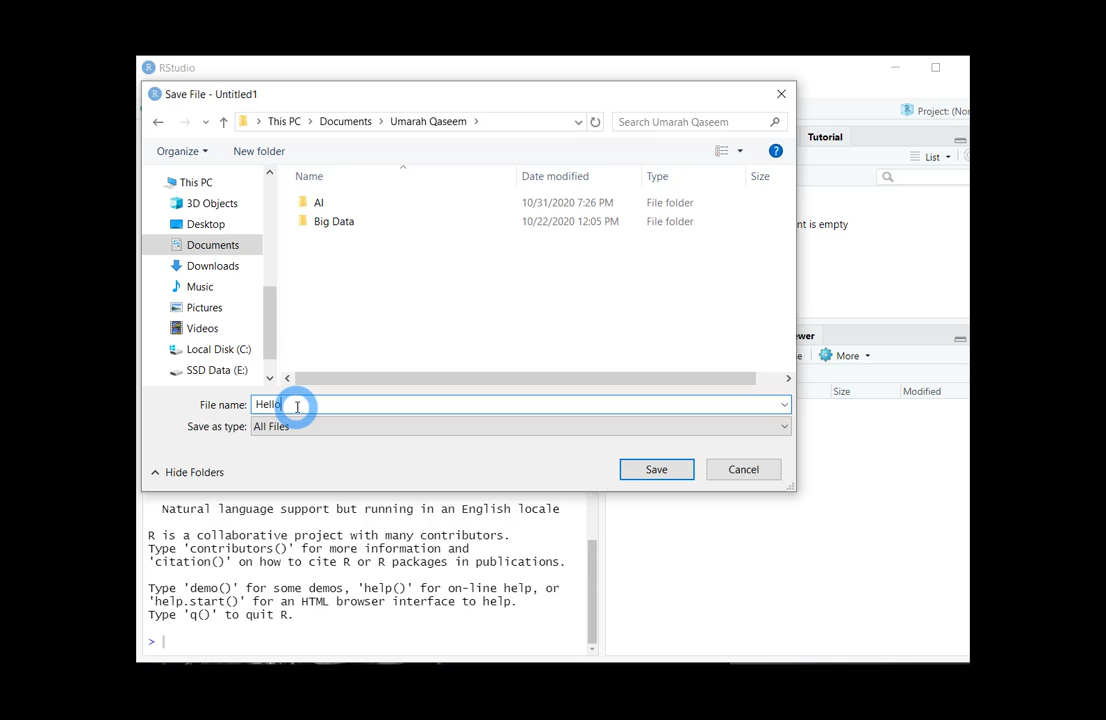 RStudio
Save File - Untitled1
This PC > Documents > Umarah Qaseem >
Search Umarah Qaseem
Project: (Non
Organize
New folder
Tutorial
List
Name
Date modified
Type
Size
This PC
3D Objects
Desktop
Documents
Downloads
Music
Pictures
Videos
Local Disk (C:)
SSD Data (E:)
AI 10/31/2020 7:26 PM File folder
Big Data 10/22/2020 12:05 PM File folder
nt is empty
ewer
More
Size
Modified
File name: Hello
Save as type: All Files
Hide Folders
Save
Cancel
Natural language support but running in an English locale
R is a collaborative project with many contributors.
Type 'contributors()' for more information and
'citation()' on how to cite R or R packages in publications.
Type 'demo()' for some demos, 'help()' for on-line help, or
'help.start()' for an HTML browser interface to help.
Type 'q()' to quit R.
>